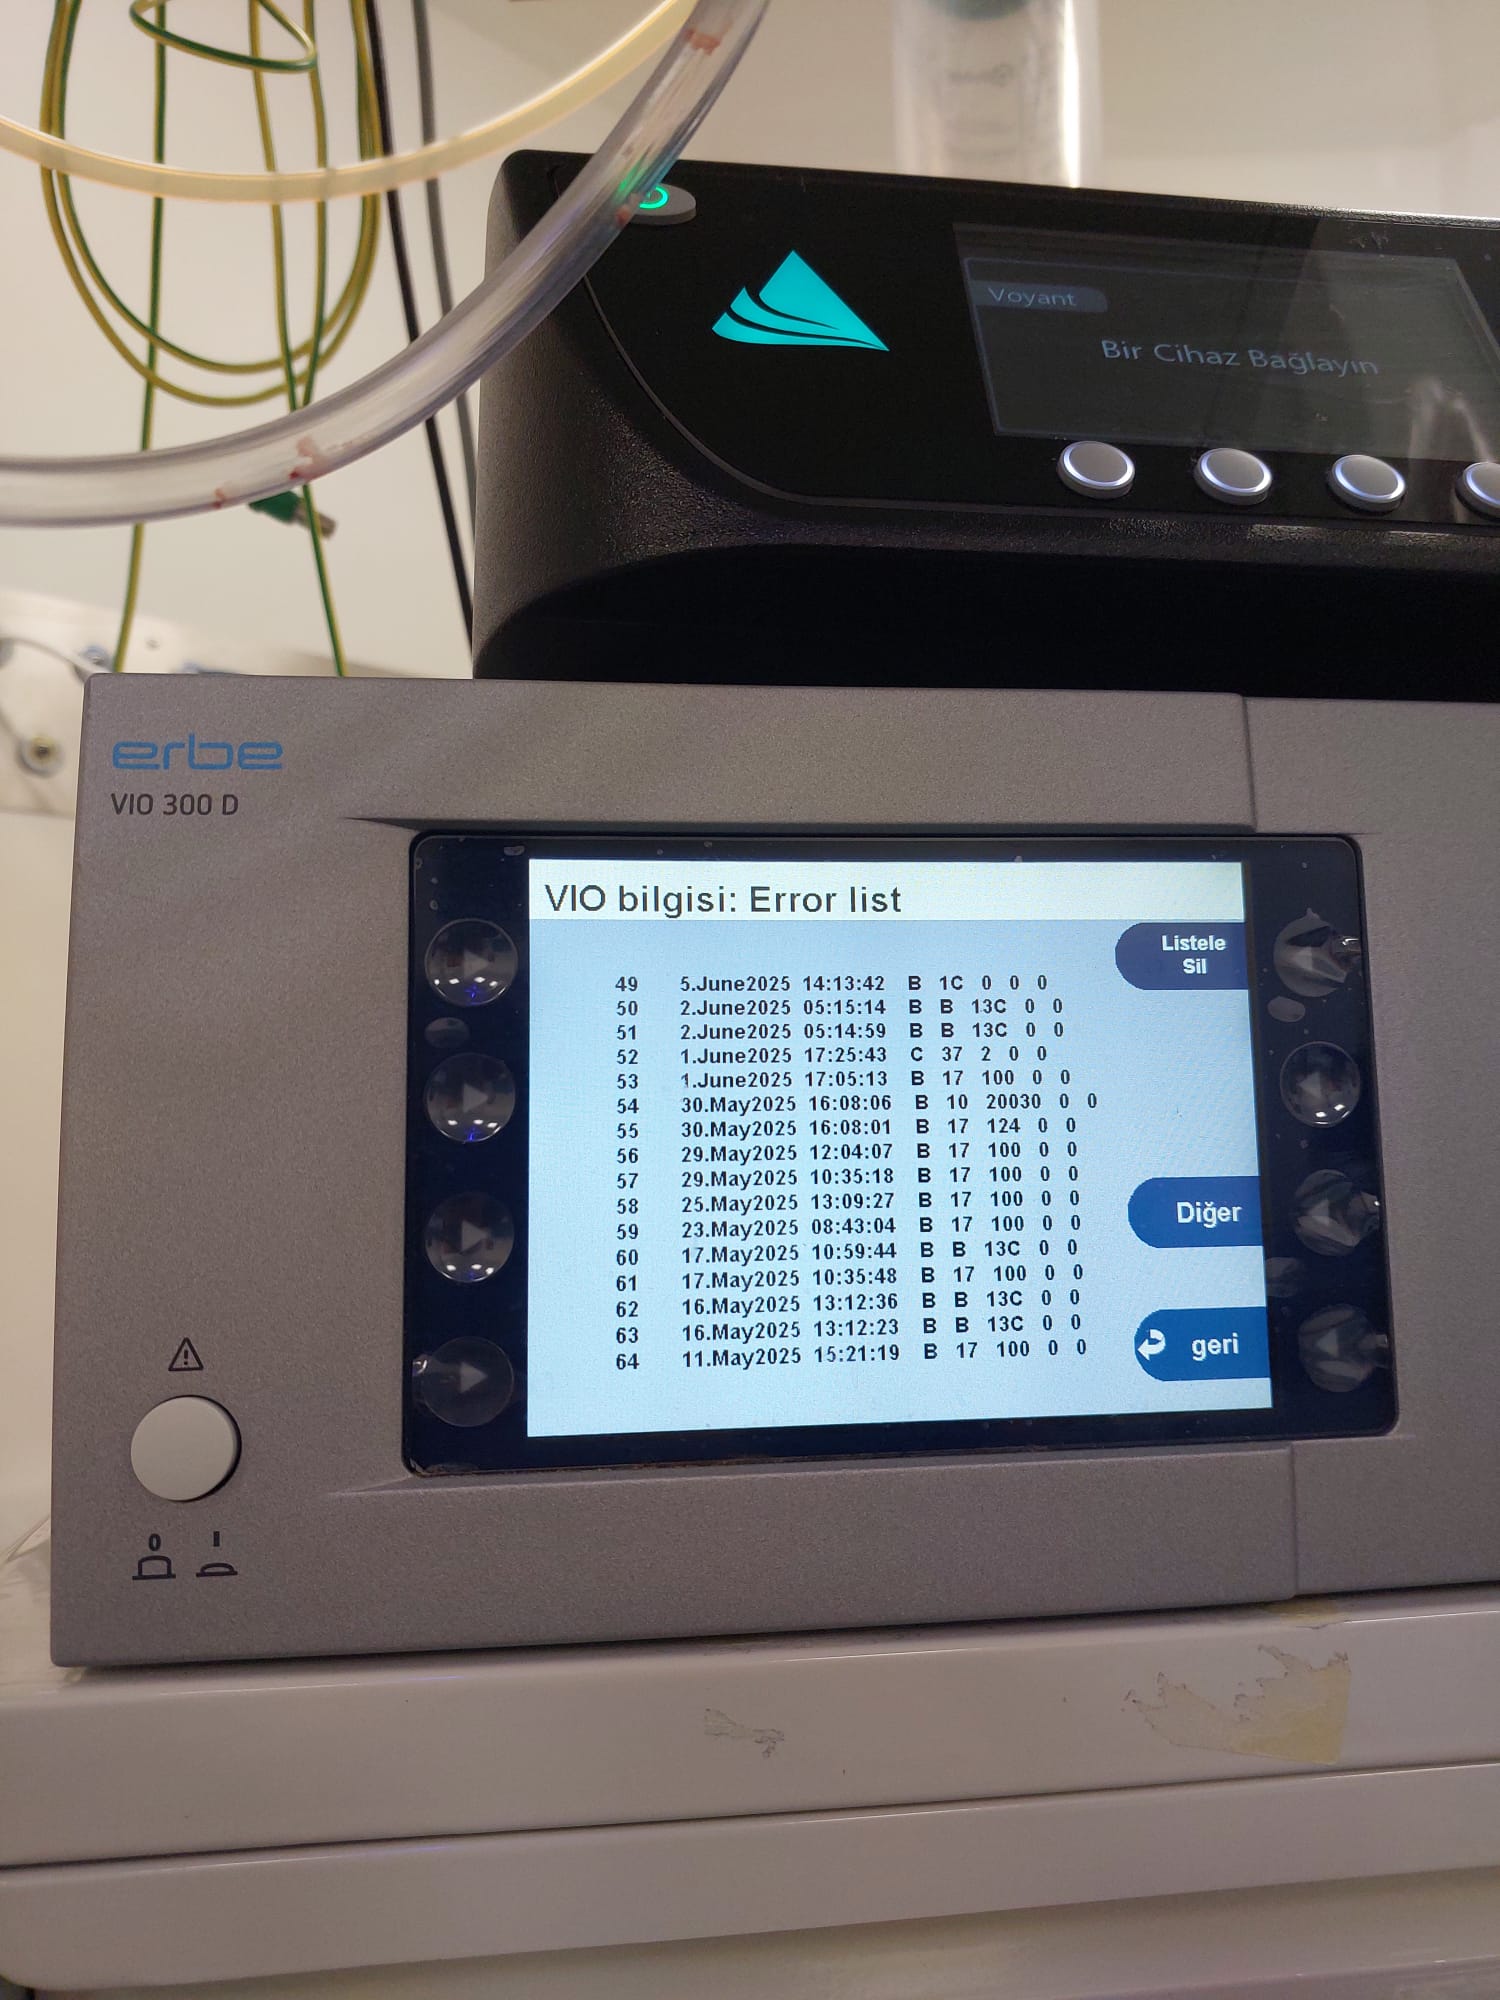 Voyant
Bir Cihaz Bağlayın
erbe
VIO 300 D
VIO bilgisi: Error list
Listele
Sil
49 5.June2025 14:13:42 B 1C 0 0 0
50 2.June2025 05:15:14 B B 13C 0 0
51 2.June2025 05:14:59 B B 13C 0 0
52 1.June2025 17:25:43 C 37 2 0 0
53 1.June2025 17:05:13 B 17 100 0 0
54 30.May2025 16:08:06 B 10 20030 0 0
55 30.May2025 16:08:01 B 17 124 0 0
56 29.May2025 12:04:07 B 17 100 0 0
57 29.May2025 10:35:18 B 17 100 0 0
58 25.May2025 13:09:27 B 17 100 0 0
59 23.May2025 08:43:04 B 17 100 0 0
60 17.May2025 10:59:44 B B 13C 0 0
61 17.May2025 10:35:48 B 17 100 0 0
62 16.May2025 13:12:36 B B 13C 0 0
63 16.May2025 13:12:23 B B 13C 0 0
64 11.May2025 15:21:19 B 17 100 0 0
Diğer
geri
0 I